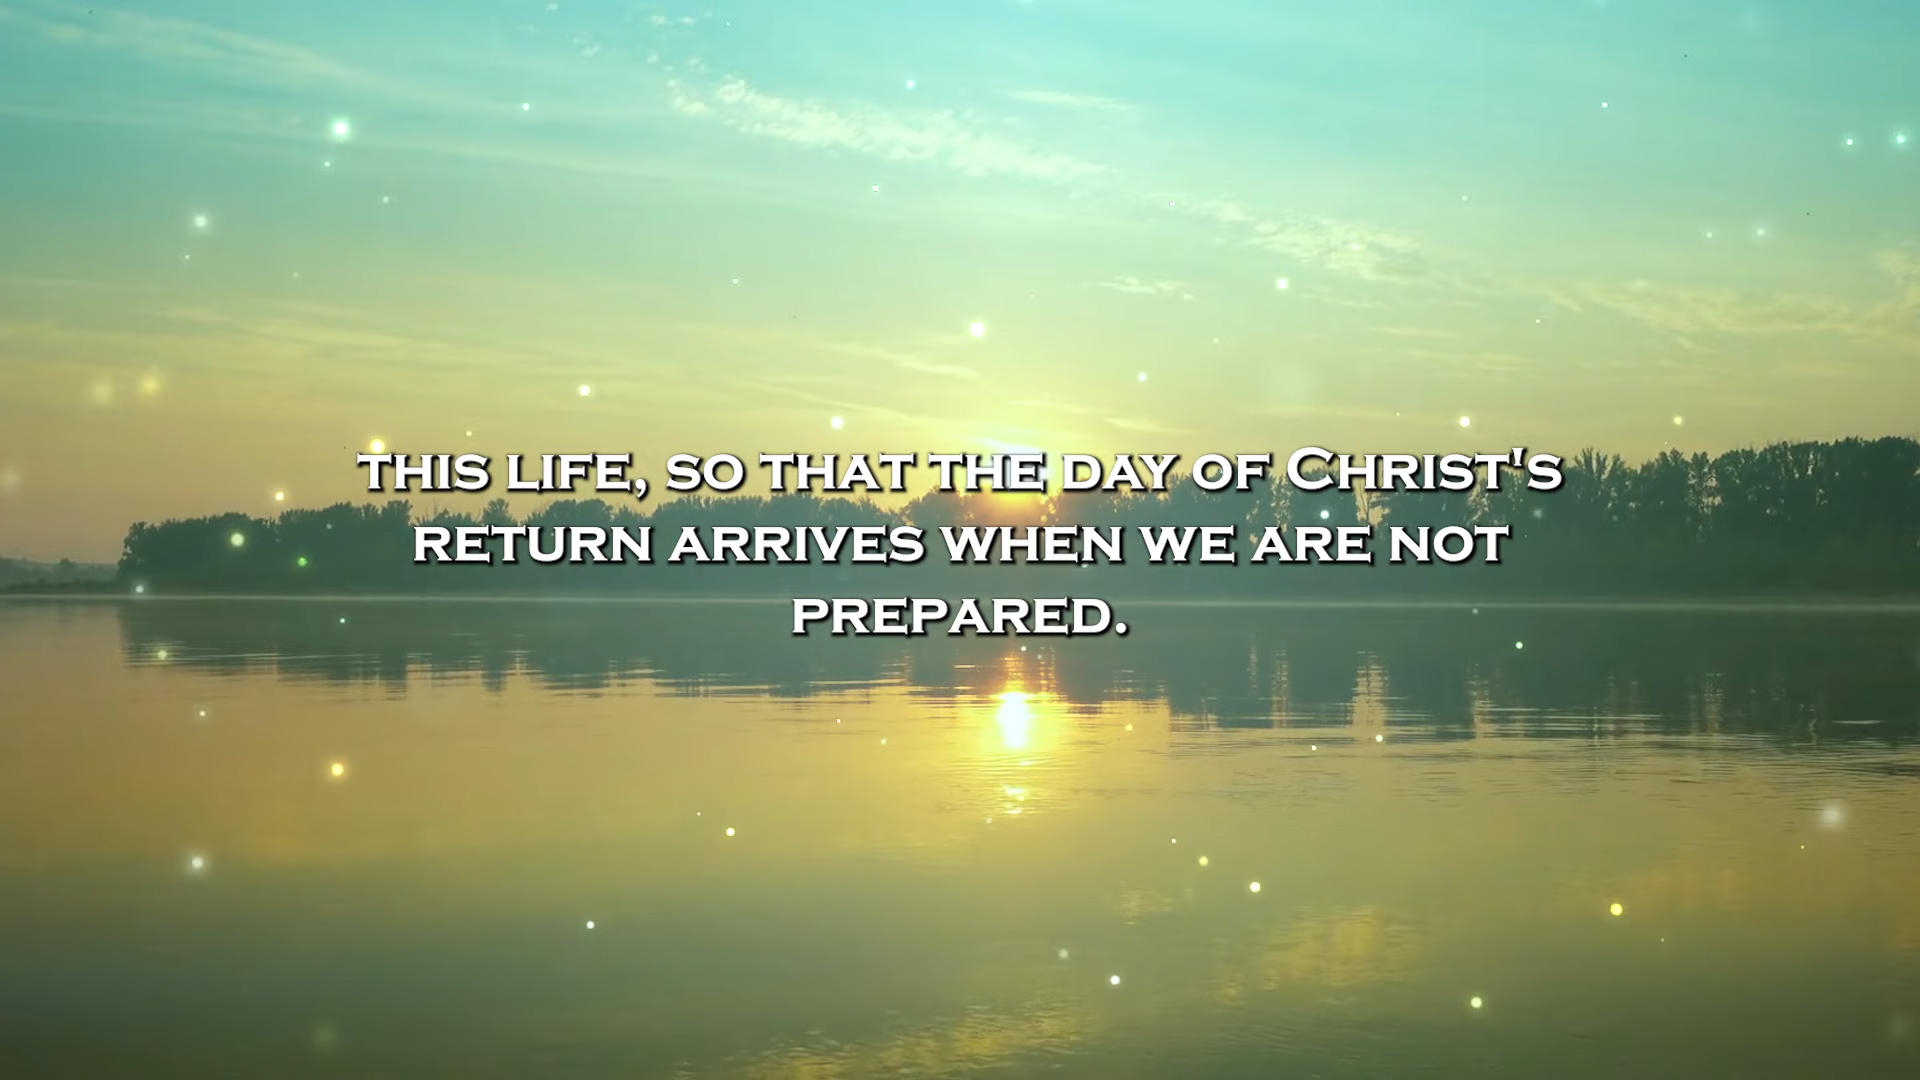 this life, so that the day of Christ's
return arrives when we are not
prepared.